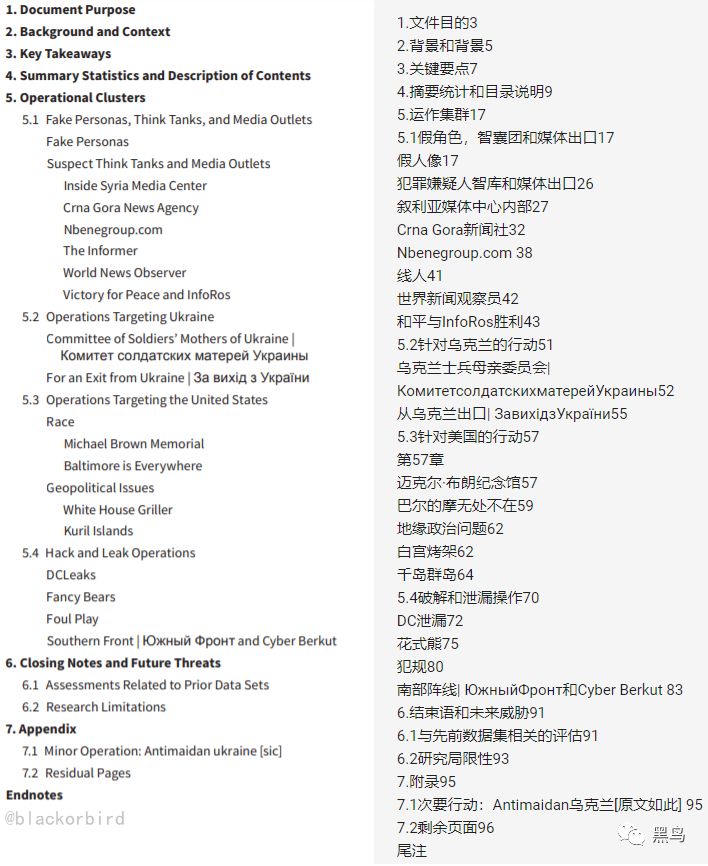 1. Document Purpose
2. Background and Context
3. Key Takeaways
4. Summary Statistics and Description of Contents
5. Operational Clusters
5.1 Fake Personas, Think Tanks, and Media Outlets
Fake Personas
Suspect Think Tanks and Media Outlets
Inside Syria Media Center
Crna Gora News Agency
Nbenegroup.com
The Informer
World News Observer
Victory for Peace and InfoRos
5.2 Operations Targeting Ukraine
Committee of Soldiers' Mothers of Ukraine |
Комитет солдатских матерей Украины
For an Exit from Ukraine | За вихід з України
5.3 Operations Targeting the United States
Race
Michael Brown Memorial
Baltimore is Everywhere
Geopolitical Issues
White House Griller
Kuril Islands
5.4 Hack and Leak Operations
DCLeaks
Fancy Bears
Foul Play
Southern Front | Южный Фронт and Cyber Berkut
6. Closing Notes and Future Threats
6.1 Assessments Related to Prior Data Sets
6.2 Research Limitations
7. Appendix
7.1 Minor Operation: Antimaidan ukraine [sic]
7.2 Residual Pages
Endnotes
@blackorbird
1.文件目的3
2.背景和背景5
3.关键要点7
4.摘要统计和目录说明9
5.运作集群17
5.1假角色，智囊团和媒体出口17
假人像17
犯罪嫌疑人智库和媒体出口26
叙利亚媒体中心内部27
Crna Gora新闻社32
Nbenegroup.com 38
线人41
世界新闻观察员42
和平与InfoRos胜利43
5.2针对乌克兰的行动51
乌克兰士兵母亲委员会|
КомитетсолдатскихматерейУкраины52
从乌克兰出口| ЗавихідзУкраїни55
5.3针对美国的行动57
第57章
迈克尔·布朗纪念馆57
巴尔的摩无处不在59
地缘政治问题62
白宫烤架62
千岛群岛64
5.4破解和泄漏操作70
DC泄漏72
花式熊75
犯规80
南部阵线| ЮжныйФронт和Cyber Berkut 83
6.结束语和未来威胁91
6.1与先前数据集相关的评估91
6.2研究局限性93
7.附录95
7.1次要行动：Antimaidan乌克兰[原文如此] 95
7.2剩余页面96
尾注
黑鸟